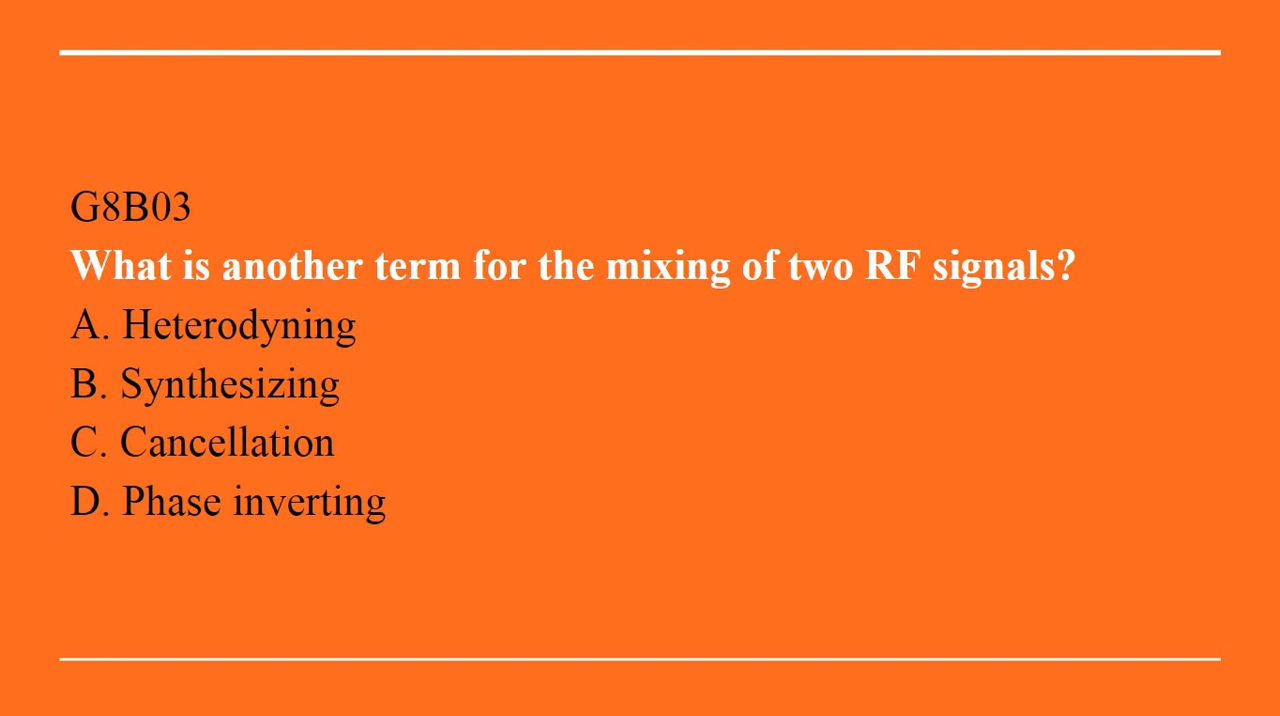 G8B03
What is another term for the mixing of two RF signals?
A. Heterodyning
B. Synthesizing
C. Cancellation
D. Phase inverting